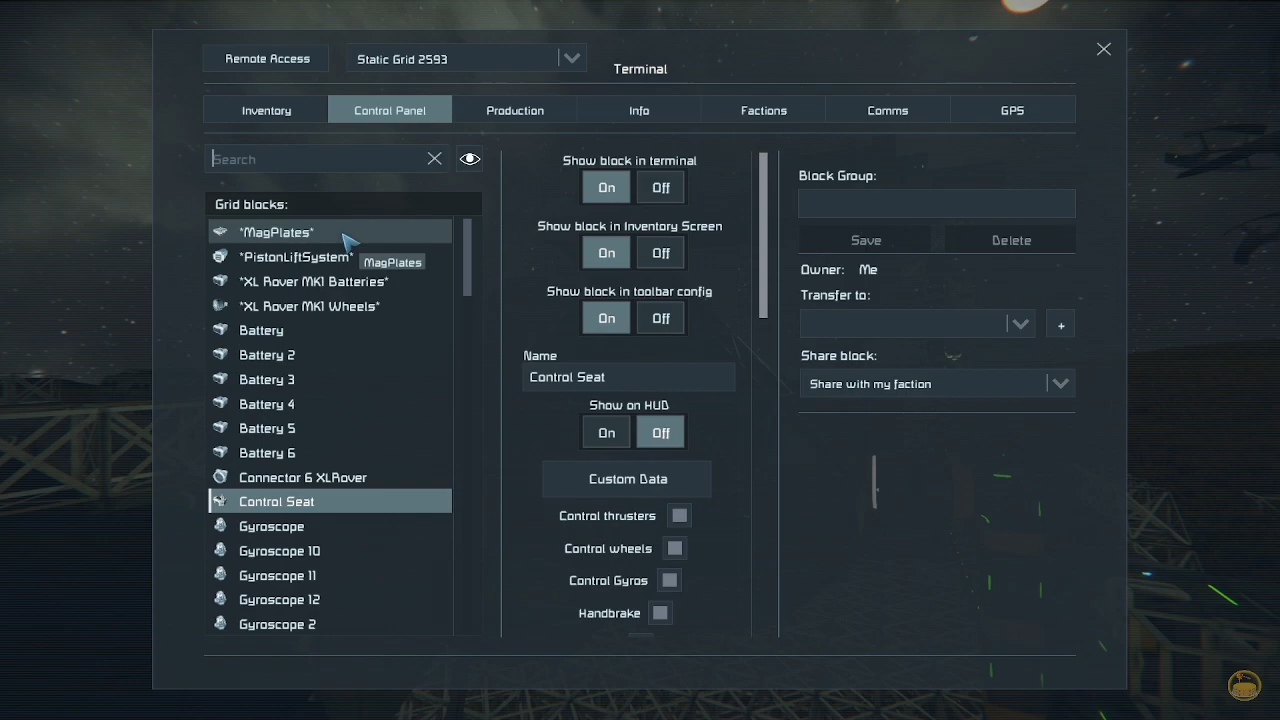 Remote Access
Static Grid 2593
Terminal
Inventory
Control Panel
Production
Info
Factions
Comms
GPS
Search
Grid blocks:
*MagPlates*
*PistonLiftSystem*
MagPlates
*XL Rover MK1 Batteries*
*XL Rover MK1 Wheels*
Battery
Battery 2
Battery 3
Battery 4
Battery 5
Battery 6
Connector 6 XLRover
Control Seat
Gyroscope
Gyroscope 10
Gyroscope 11
Gyroscope 12
Gyroscope 2
Show block in terminal
On Off
Show block in Inventory Screen
On Off
Show block in toolbar config
On Off
Name
Control Seat
Show on HUD
On Off
Custom Data
Control thrusters
Control wheels
Control Gyros
Handbrake
Block Group:
Save
Delete
Owner: Me
Transfer to:
+
Share block:
Share with my faction